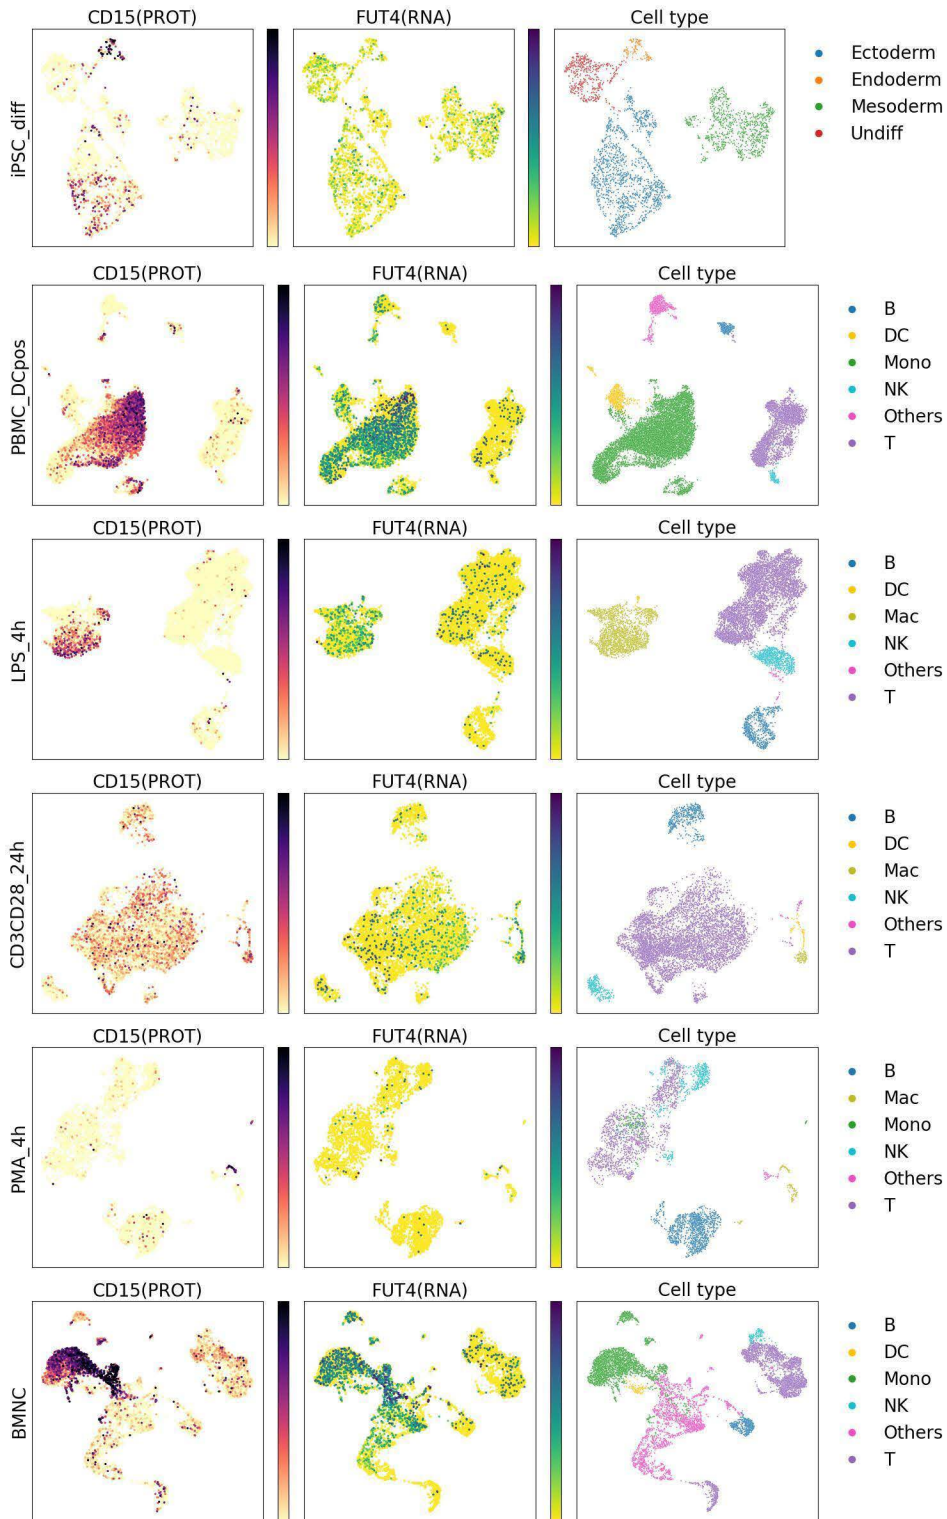 CD15(PROT) FUT4(RNA) Cell type
iPSC_diff
Ectoderm
Endoderm
Mesoderm
Undiff
CD15(PROT) FUT4(RNA) Cell type
PBMC_DCpos
B
DC
Mono
NK
Others
T
CD15(PROT) FUT4(RNA) Cell type
LPS_4h
B
DC
Mac
NK
Others
T
CD15(PROT) FUT4(RNA) Cell type
CD3CD28_24h
B
DC
Mac
NK
Others
T
CD15(PROT) FUT4(RNA) Cell type
PMA_4h
B
Mac
Mono
NK
Others
T
CD15(PROT) FUT4(RNA) Cell type
BMNC
B
DC
Mono
NK
Others
T